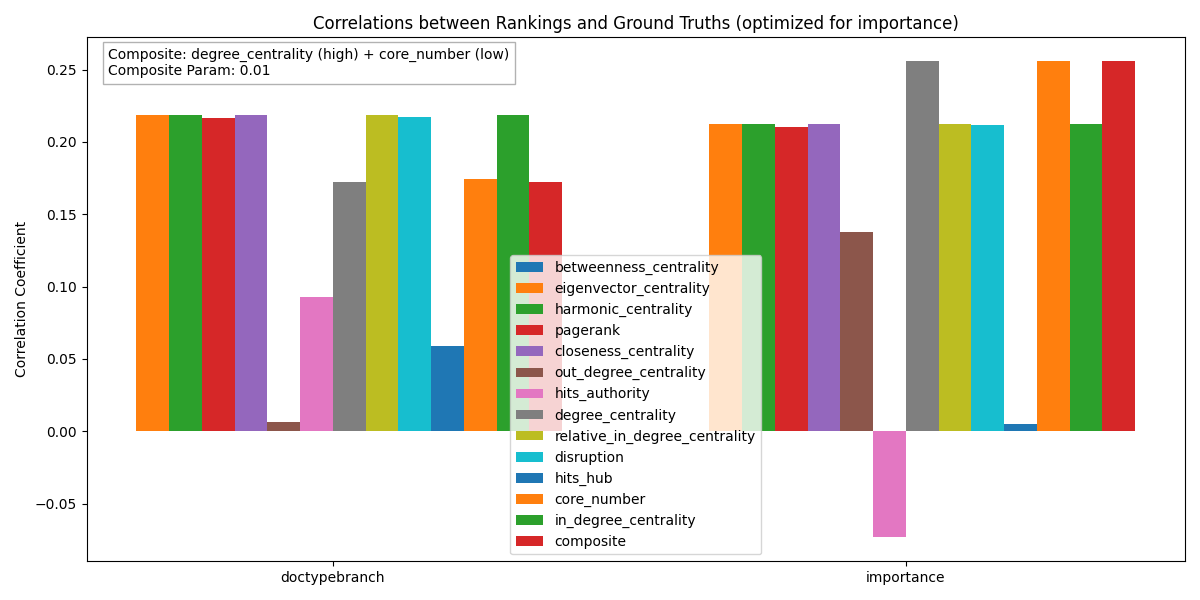 Correlations between Rankings and Ground Truths (optimized for importance)
Composite: degree_centrality (high) + core_number (low)
Composite Param: 0.01
Correlation Coefficient
0.25
0.20
0.15
0.10
0.05
0.00
−0.05
betweenness_centrality
eigenvector_centrality
harmonic_centrality
pagerank
closeness_centrality
out_degree_centrality
hits_authority
degree_centrality
relative_in_degree_centrality
disruption
hits_hub
core_number
in_degree_centrality
composite
doctypebranch
importance